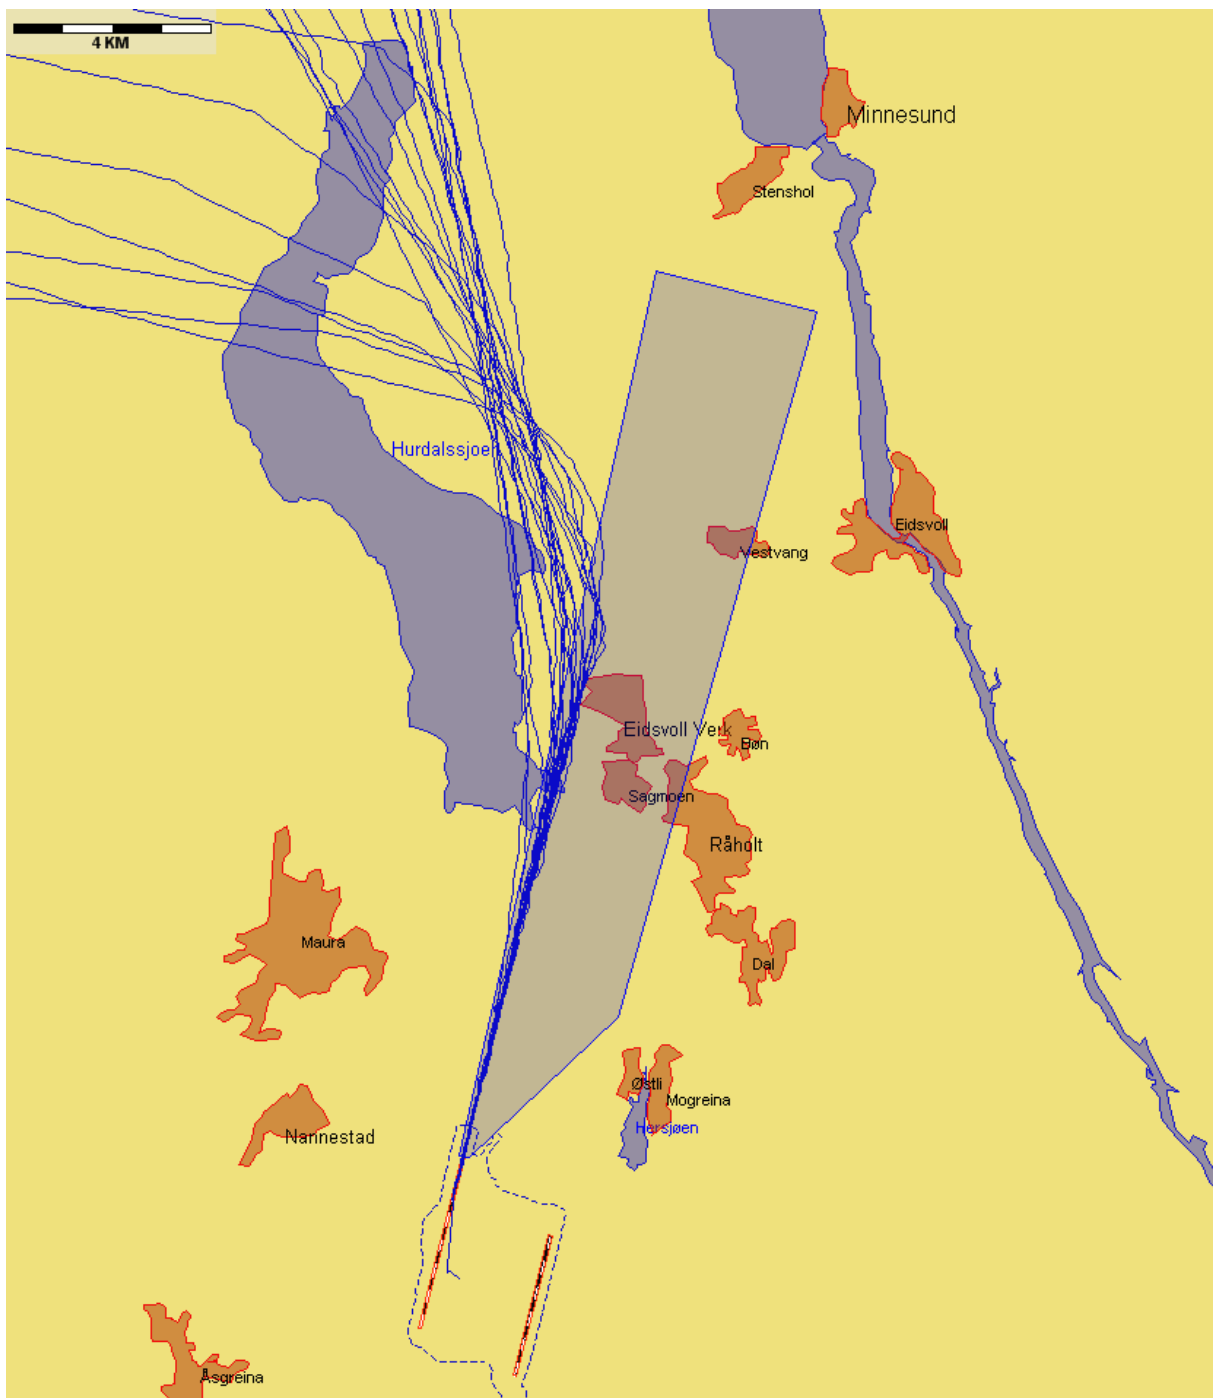 4 KM
Minnesund
Stenshol
Hurdalssjoen
Eidsvoll
Vestvang
Eidsvoll Verk
Bøn
Sagmoen
Råholt
Maura
Dal
Østli
Mogreina
Hersjøen
Nannestad
Åsgreina